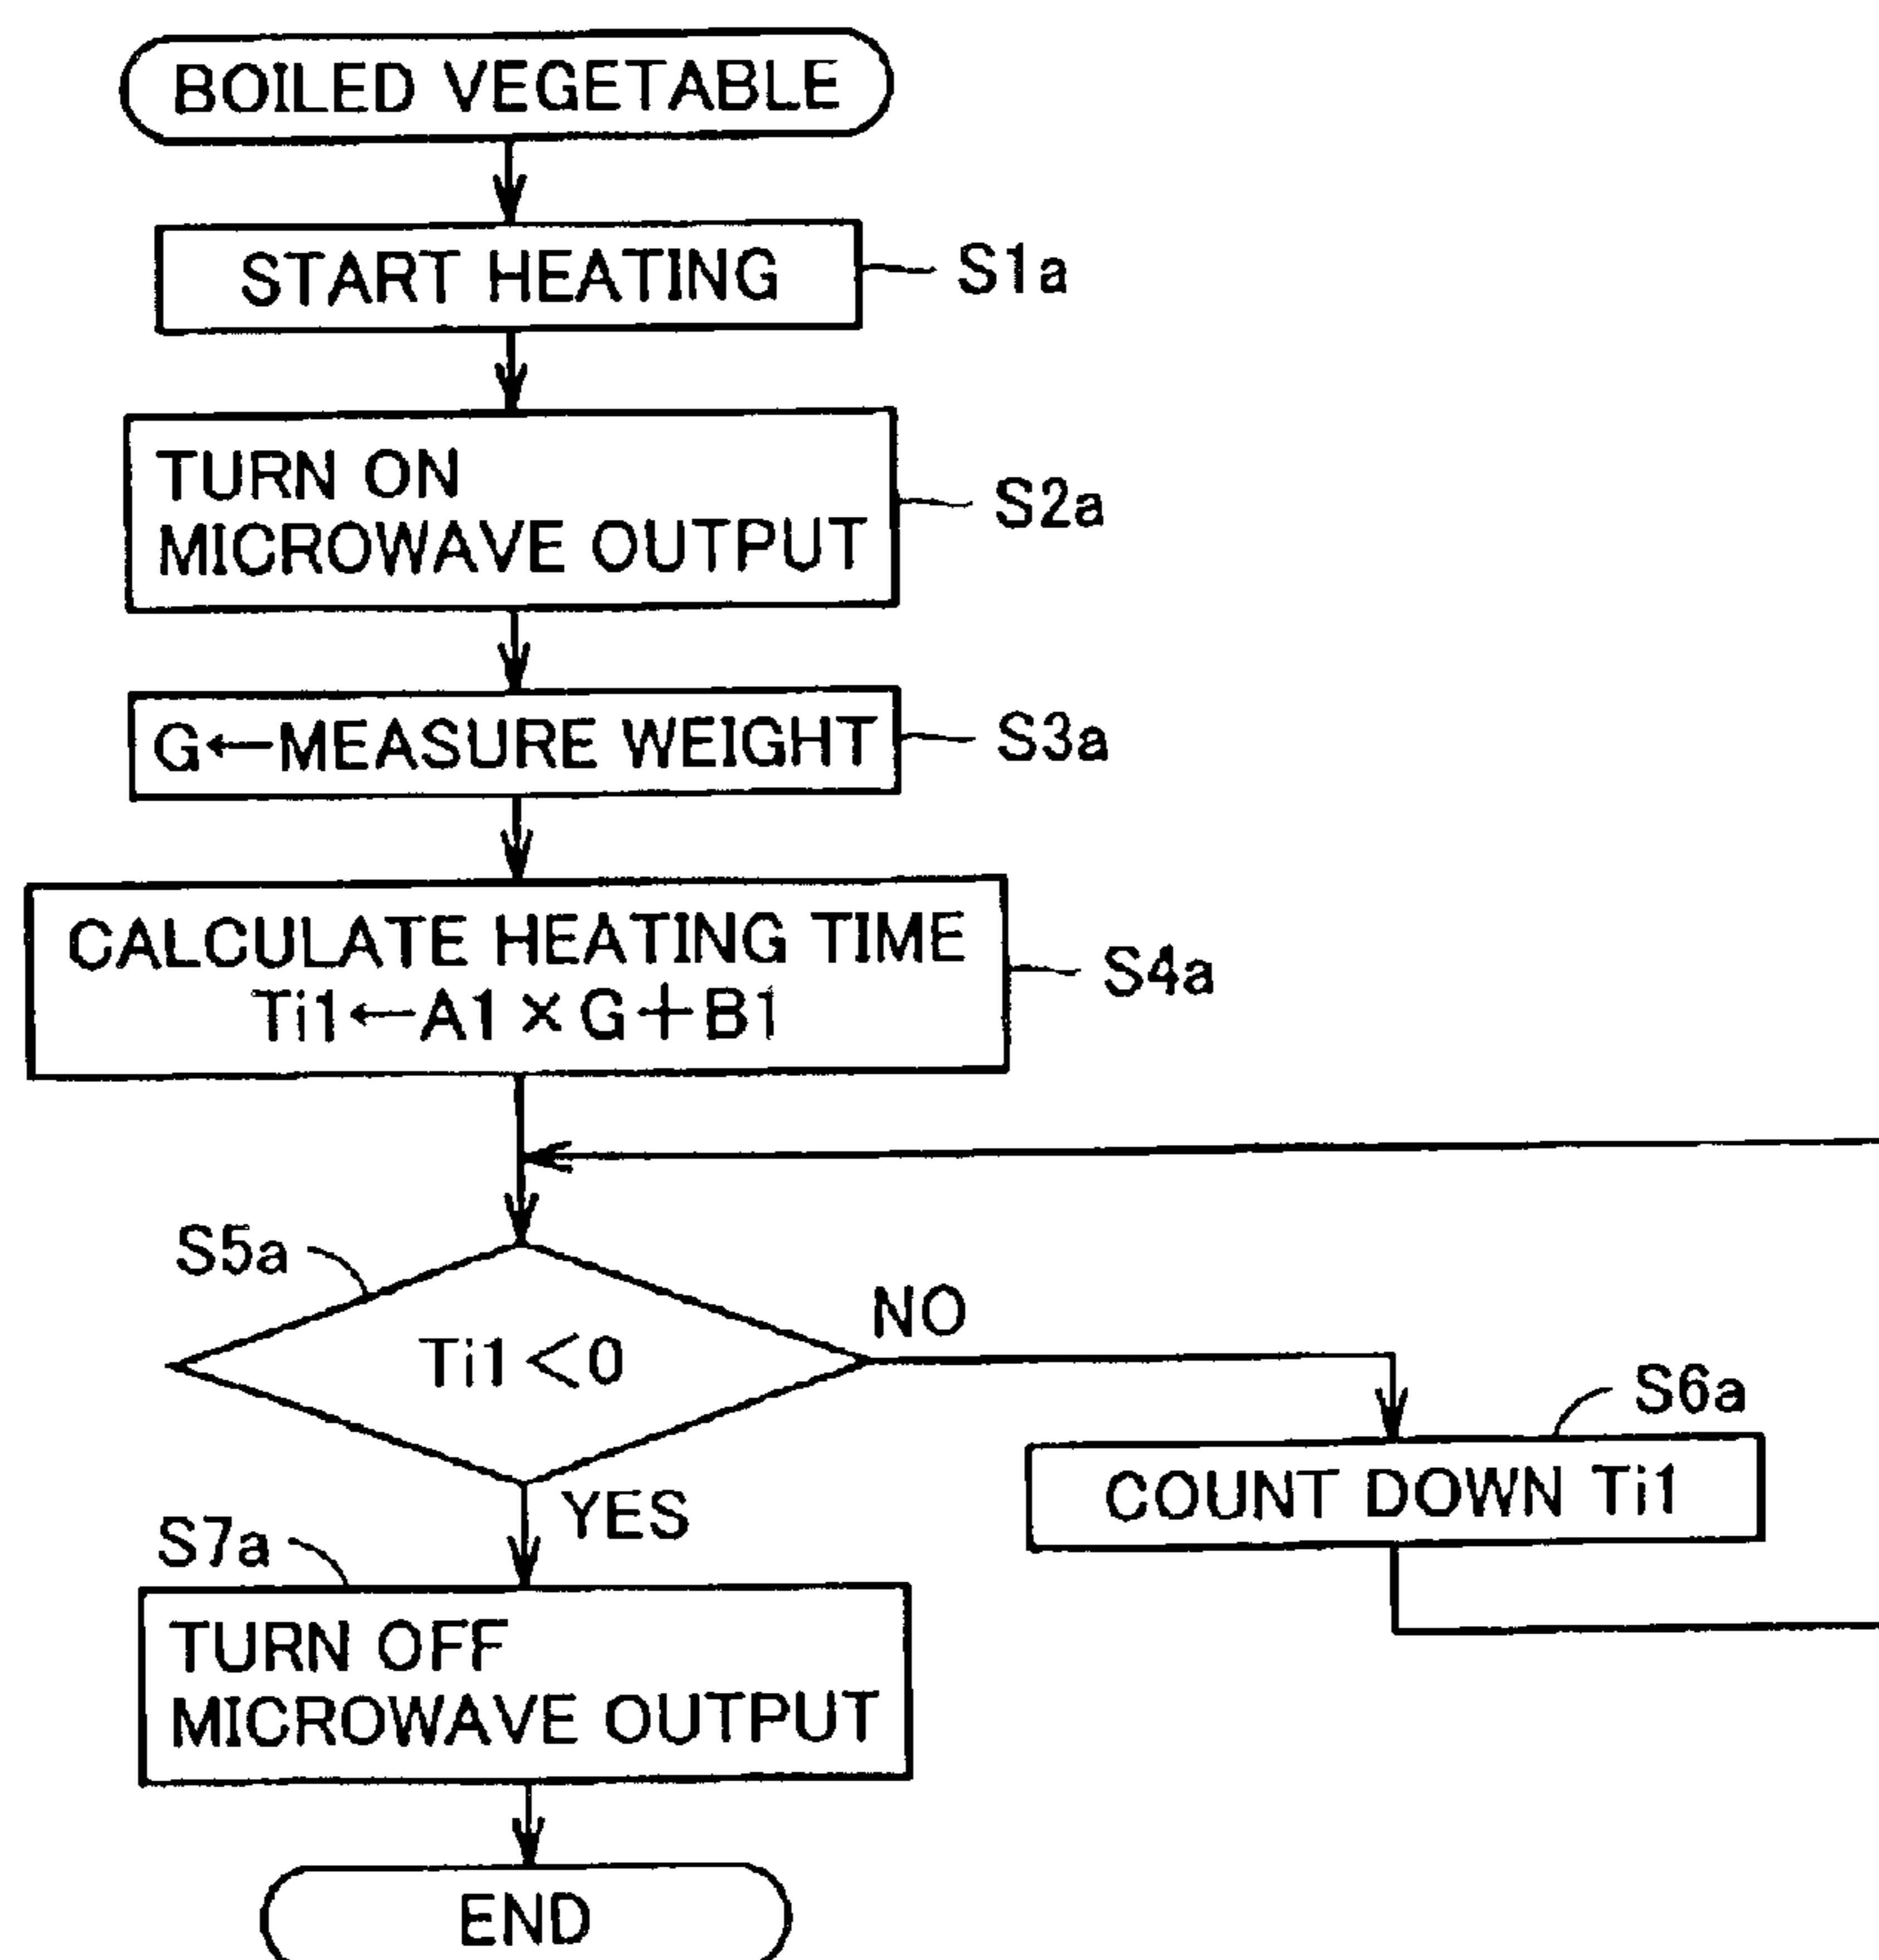 BOILED VEGETABLE
START HEATING
S1a
TURN ON
MICROWAVE OUTPUT
S2a
G←MEASURE WEIGHT
S3a
CALCULATE HEATING TIME
Ti1←A1×G+B1
S4a
S5a
Ti1<0
NO
S6a
COUNT DOWN Ti1
YES
S7a
TURN OFF
MICROWAVE OUTPUT
END